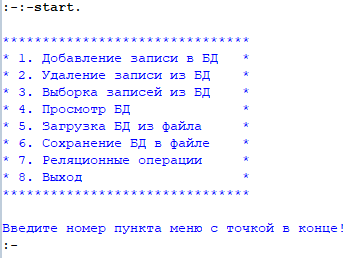 :-:-start.
*******************************
* 1. Добавление записи в БД   *
* 2. Удаление записи из БД    *
* 3. Выборка записей из БД    *
* 4. Просмотр БД              *
* 5. Загрузка БД из файла     *
* 6. Сохранение БД в файле    *
* 7. Реляционные операции     *
* 8. Выход                    *
*******************************
Введите номер пункта меню с точкой в конце!
:-